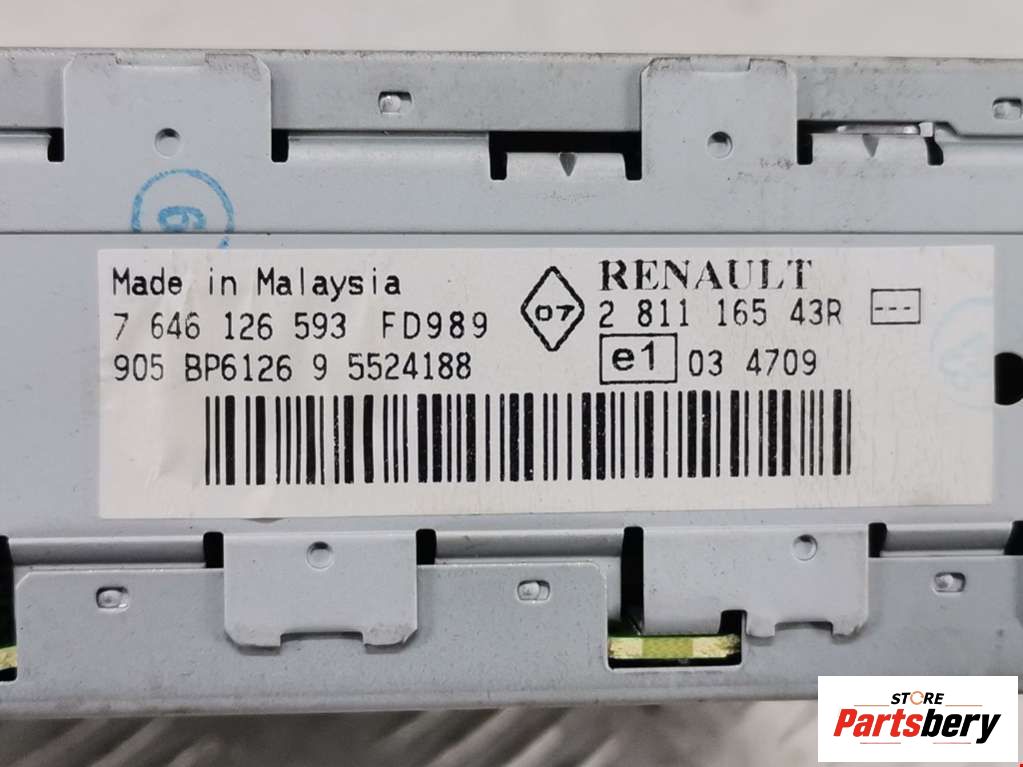 Made in Malaysia
7 646 126 593 FD989
905 BP6126 9 5524188
07
RENAULT
2 811 165 43R
e1 03 4709
STORE
Partsbery